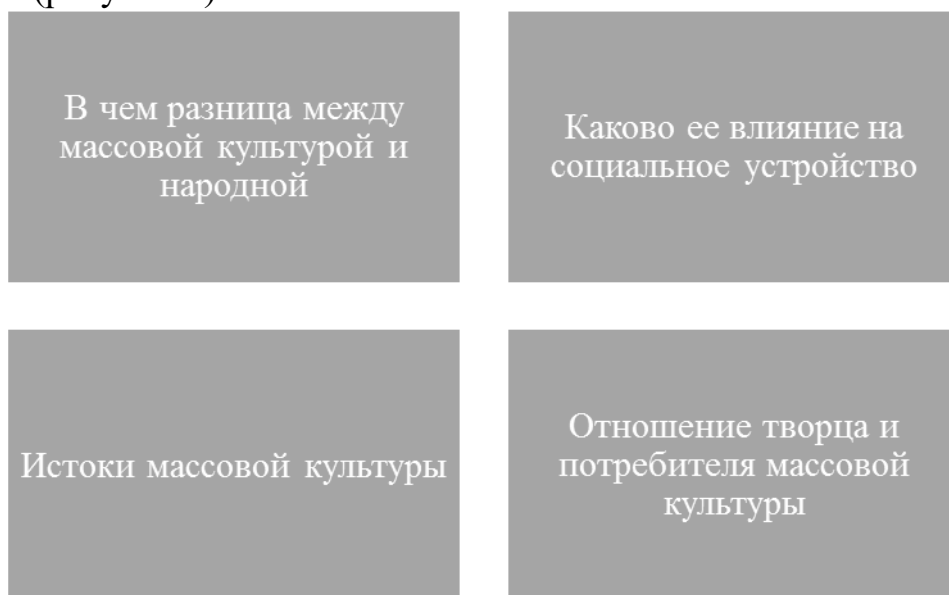 В чем разница между
массовой культурой и
народной
Каково ее влияние на
социальное устройство
Истоки массовой культуры
Отношение творца и
потребителя массовой
культуры